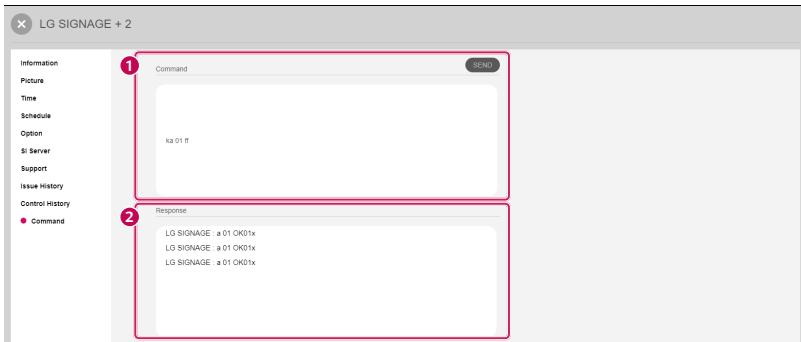 LG SIGNAGE + 2
Information
Picture
Time
Schedule
Option
SI Server
Support
Issue History
Control History
Command
1
Command
SEND
ka 01 ff
2
Response
LG SIGNAGE : a 01 OK01x
LG SIGNAGE : a 01 OK01x
LG SIGNAGE : a 01 OK01x